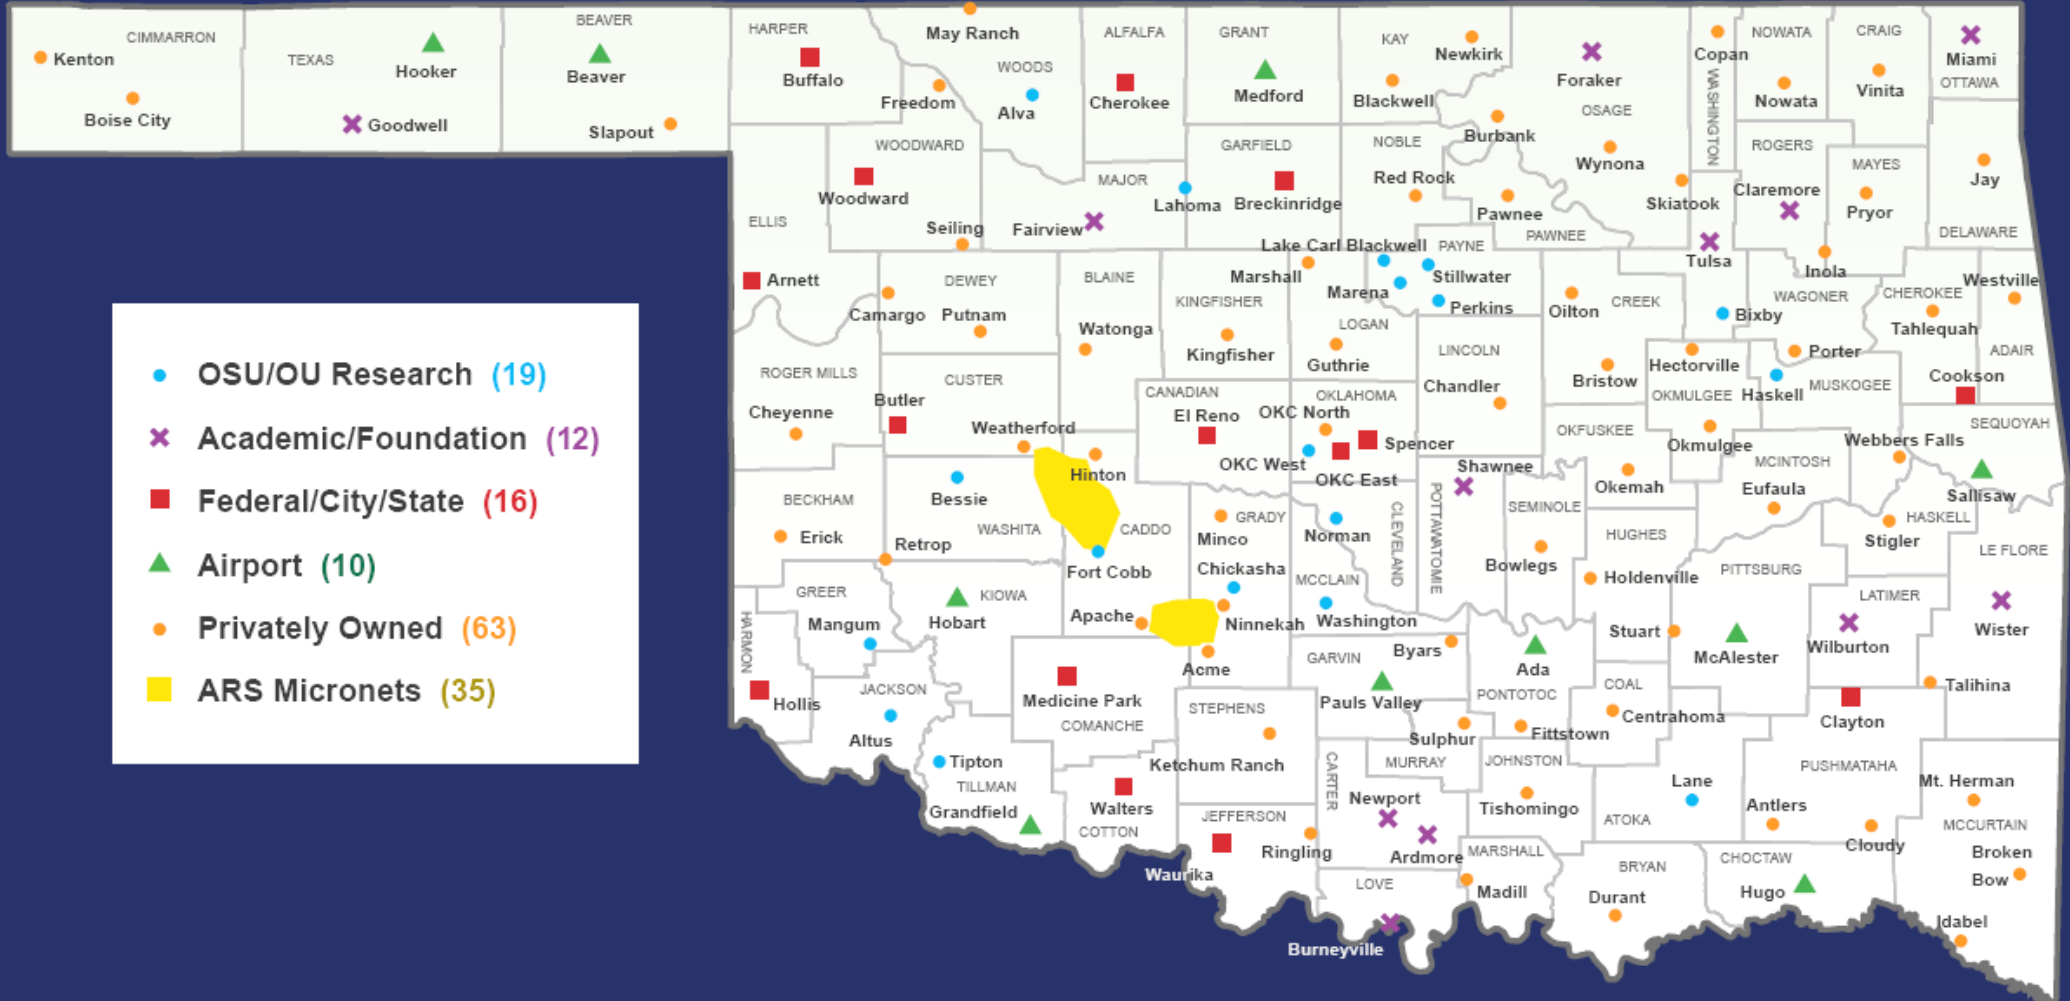 OSU/OU Research (19)
Academic/Foundation (12)
Federal/City/State (16)
Airport (10)
Privately Owned (63)
ARS Micronets (35)
CIMMARRON
Kenton
Boise City
TEXAS
Hooker
Goodwell
BEAVER
Beaver
Slapout
HARPER
Buffalo
May Ranch
WOODS
Freedom
Alva
ALFALFA
Cherokee
GRANT
Medford
KAY
Newkirk
Blackwell
Foraker
OSAGE
Burbank
Wynona
Copan
WASHINGTON
NOWATA
Nowata
CRAIG
Vinita
Miami
OTTAWA
WOODWARD
Woodward
Seiling
MAJOR
Fairview
Lahoma
GARFIELD
Breckinridge
NOBLE
Red Rock
Pawnee
PAWNEE
Skiatook
ROGERS
Claremore
MAYES
Pryor
Jay
DELAWARE
ELLIS
Arnett
DEWEY
Camargo
Putnam
BLAINE
Watonga
KINGFISHER
Kingfisher
Lake Carl Blackwell
Marshall
PAYNE
Stillwater
Marena
Perkins
LOGAN
Guthrie
Oilton
CREEK
Bristow
Tulsa
Bixby
Inola
WAGONER
Porter
CHEROKEE
Tahlequah
Westville
ADAIR
Cookson
ROGER MILLS
Cheyenne
CUSTER
Butler
Weatherford
Hinton
CANADIAN
El Reno
OKLAHOMA
OKC North
OKC West
OKC East
Spencer
LINCOLN
Chandler
Hectorville
OKMULGEE
Okmulgee
Haskell
MUSKOGEE
Webbers Falls
SEQUOYAH
Sallisaw
BECKHAM
Erick
Bessie
WASHITA
Retrop
CADDO
Fort Cobb
Apache
GRADY
Minco
Chickasha
Ninnekah
Acme
Norman
CLEVELAND
MCCLAIN
Washington
Shawnee
POTTAWATOMIE
SEMINOLE
Bowlegs
OKFUSKEE
Okemah
HUGHES
Holdenville
MCINTOSH
Eufaula
HASKELL
Stigler
LE FLORE
Wister
HARMON
Hollis
GREER
Mangum
KIOWA
Hobart
JACKSON
Altus
Tipton
TILLMAN
Grandfield
Medicine Park
COMANCHE
Walters
COTTON
STEPHENS
Ketchum Ranch
JEFFERSON
Waurika
Ringling
GARVIN
Byars
Pauls Valley
Ada
PONTOTOC
Fittstown
Sulphur
MURRAY
CARTER
Newport
Ardmore
JOHNSTON
Tishomingo
Stuart
COAL
Centrahoma
PITTSBURG
McAlester
LATIMER
Wilburton
Talihina
Clayton
Lane
ATOKA
PUSHMATAHA
Antlers
Cloudy
Mt. Herman
MCCURTAIN
Broken
Bow
Idabel
MARSHALL
Madill
LOVE
Burneyville
BRYAN
Durant
CHOCTAW
Hugo